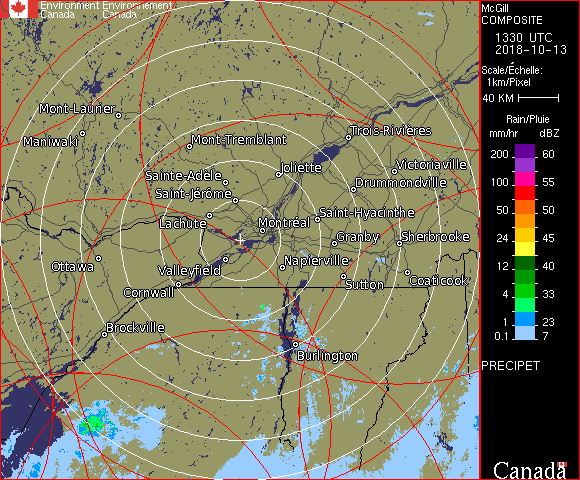 Environment Environnement
Canada Canada
McGill
COMPOSITE
1330 UTC
2018-10-13
Scale/Échelle:
1km/Pixel
40 KM
Rain/Pluie
mm/hr dBZ
200 60
100 55
75 55
50 50
24 45
12 40
4 33
1 23
0.1 7
PRECIPET
Mont-Laurier
Maniwaki
Mont-Tremblant
Trois-Rivières
Joliette
Victoriaville
Sainte-Adèle
Drummondville
Saint-Jérôme
Saint-Hyacinthe
Lachute
Montréal
Granby
Sherbrooke
Ottawa
Valleyfield
Napierville
Sutton
Coaticook
Cornwall
Brockville
Burlington
Canada